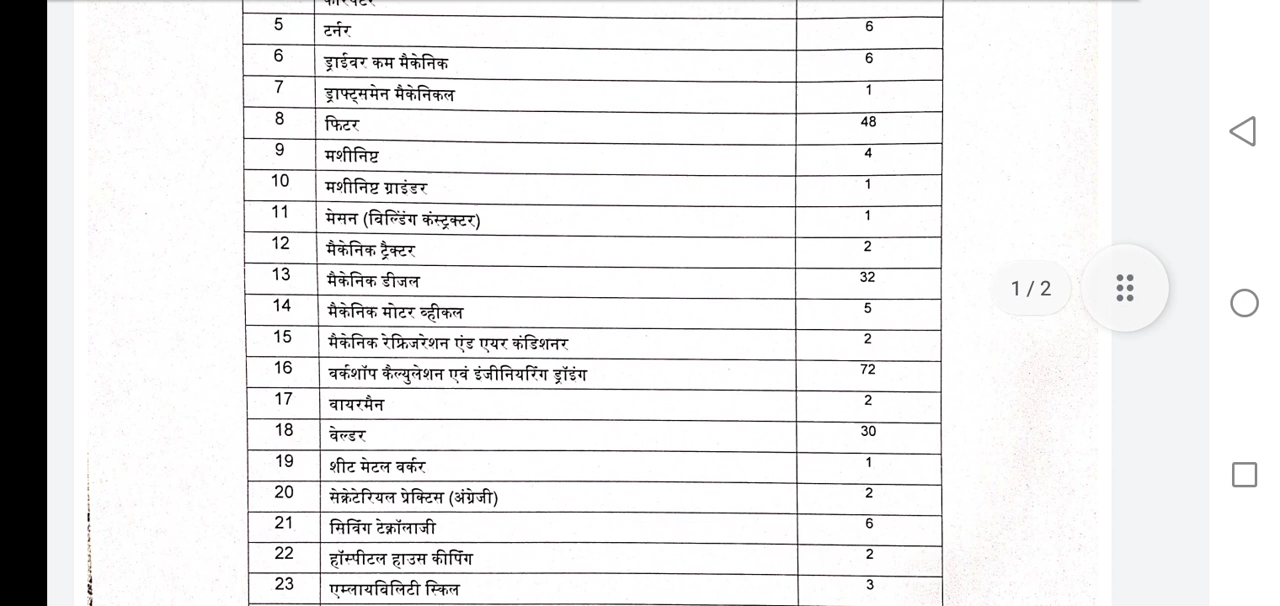 5 टर्नर 6
6 ड्राईवर कम मैकेनिक 6
7 ड्राफ्ट्समेन मैकेनिकल 1
8 फिटर 48
9 मशीनिष्ट 4
10 मशीनिष्ट ग्राइंडर 1
11 मेसन (विल्डिंग कंस्ट्रक्टर) 1
12 मैकेनिक ट्रैक्टर 2
13 मैकेनिक डीजल 32
14 मैकेनिक मोटर व्हीकल 5
15 मैकेनिक रेफ्रिजरेशन एंड एयर कंडिशनर 2
16 वर्कशॉप कैल्युलेशन एवं इंजीनियरिंग ड्रॉइंग 72
17 वायरमैन 2
18 वेल्डर 30
19 शीट मेटल वर्कर 1
20 सेक्रेटेरियल प्रेक्टिस (अंग्रेजी) 2
21 सिविंग टेक्नॉलाजी 6
22 हॉस्पीटल हाउस कीपिंग 2
23 एम्लायविलिटी स्किल 3
1 / 2